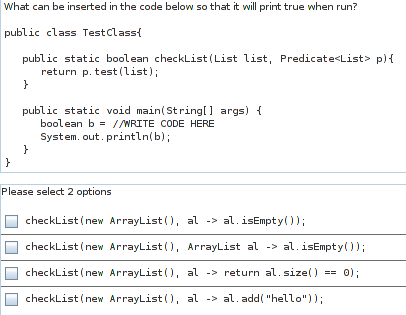 What can be inserted in the code below so that it will print true when run?
public class TestClass{
public static boolean checkList(List list, Predicate<List> p){
return p.test(list);
}
public static void main(String[] args) {
boolean b = //WRITE CODE HERE
System.out.println(b);
}
}
Please select 2 options
checkList(new ArrayList(), al -> al.isEmpty());
checkList(new ArrayList(), ArrayList al -> al.isEmpty());
checkList(new ArrayList(), al -> return al.size() == 0);
checkList(new ArrayList(), al -> al.add("hello"));